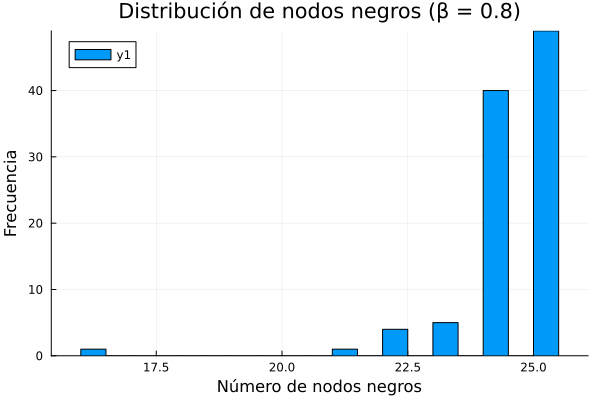 Distribución de nodos negros (β = 0.8)
y1
Frecuencia
40
30
20
10
0
17.5
20.0
22.5
25.0
Número de nodos negros